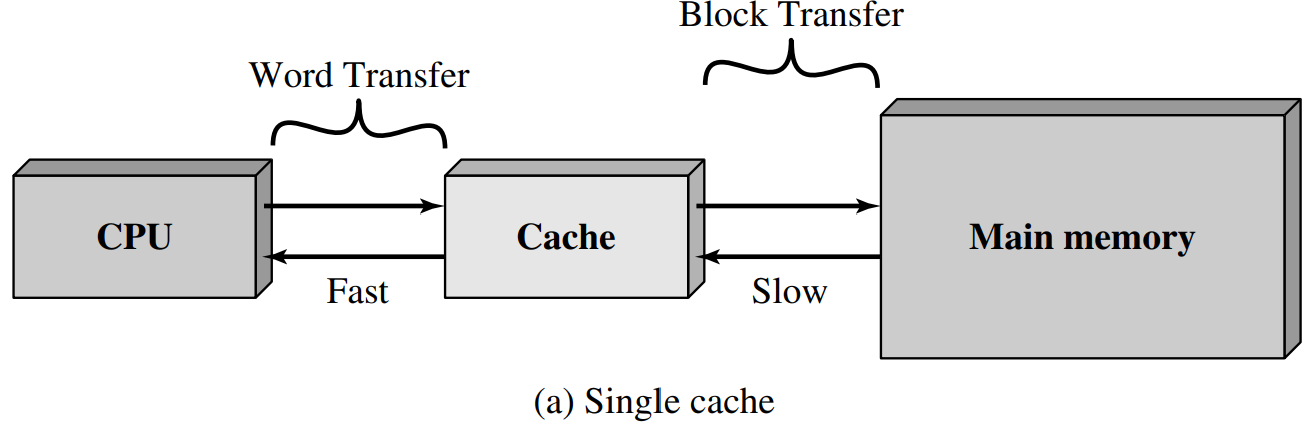 Block Transfer
Word Transfer
CPU
Cache
Main memory
Fast
Slow
(a) Single cache